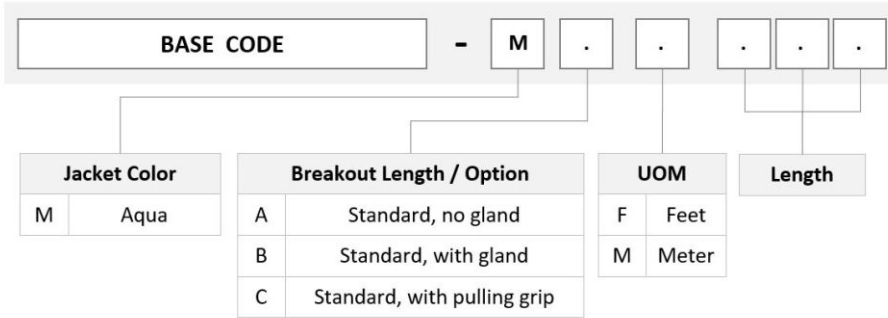 BASE CODE - M . . . . .
Jacket Color Breakout Length / Option UOM Length
M Aqua A Standard, no gland F Feet
B Standard, with gland M Meter
C Standard, with pulling grip